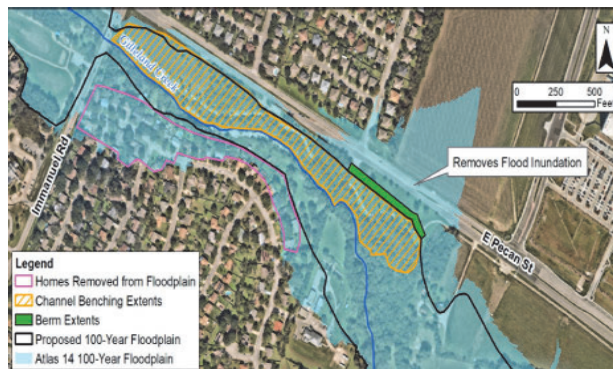 Gilleland Creek
N
0 250 500
Feet
Removes Flood Inundation
Immanuel Rd
E Pecan St
Legend
Homes Removed from Floodplain
Channel Benching Extents
Berm Extents
Proposed 100-Year Floodplain
Atlas 14 100-Year Floodplain